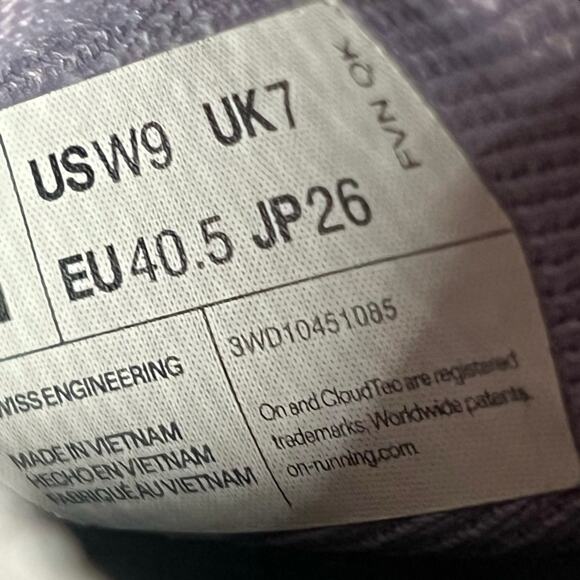 USW9 UK7
EU40.5 JP26
FVN QK
3WD10451085
WISS ENGINEERING
MADE IN VIETNAM
HECHO EN VIETNAM
FABRIQUÉ AU VIETNAM
On and CloudTec are registered
trademarks, Worldwide patents.
on-running.com